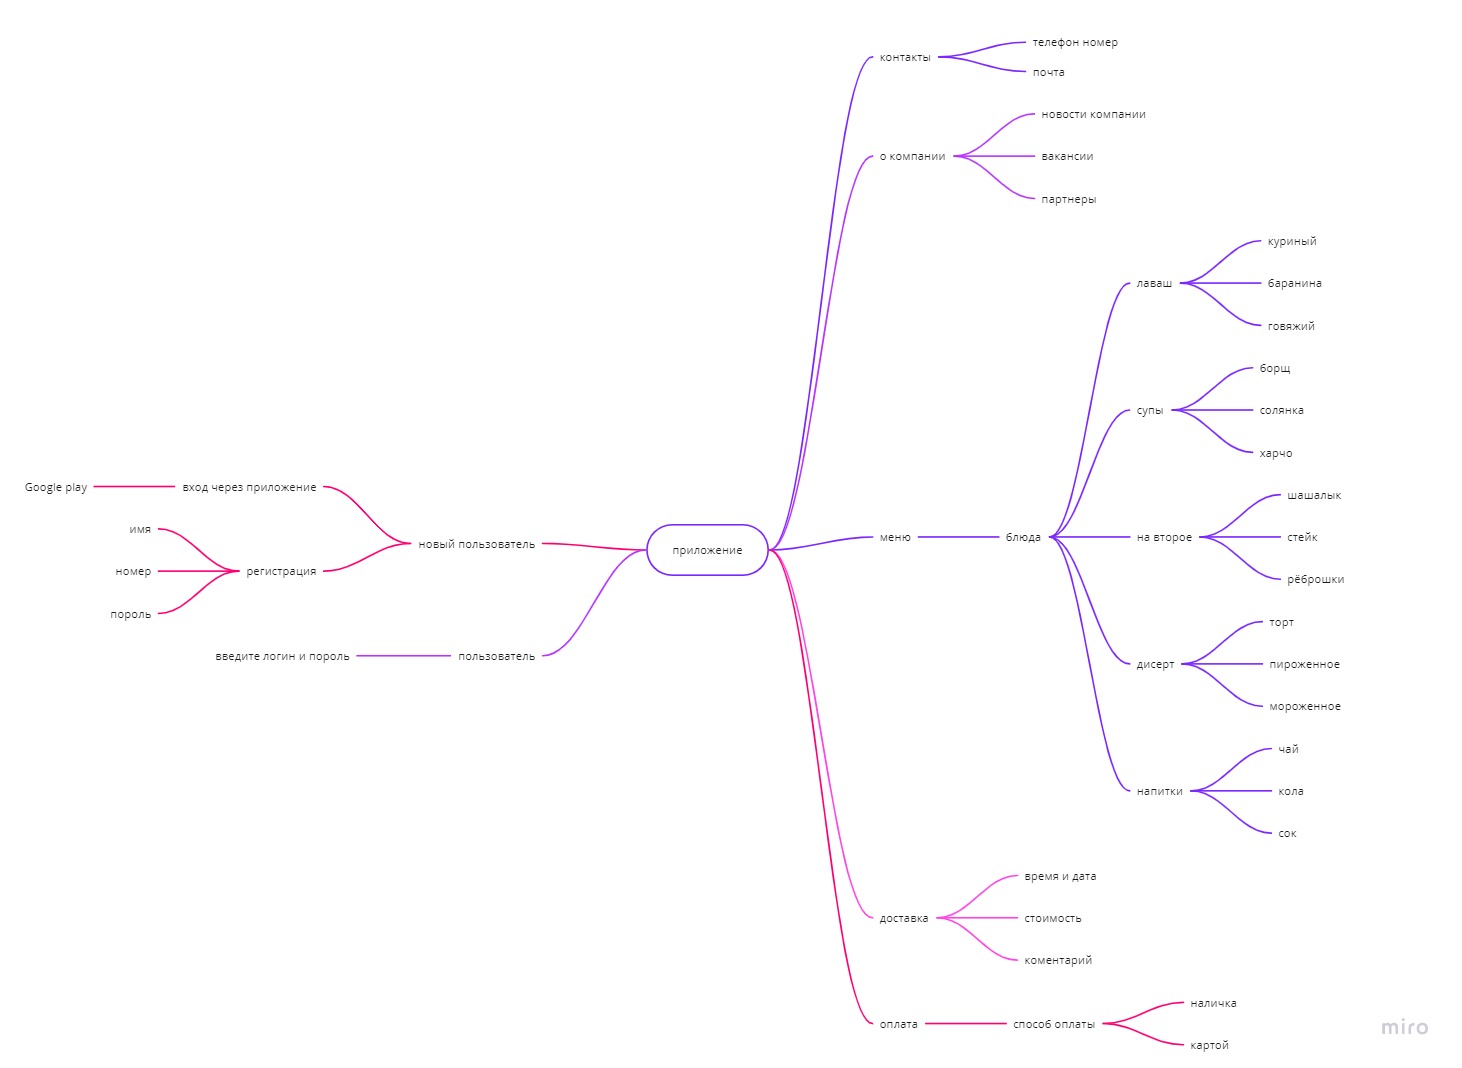 телефон номер
контакты
почта
новости компании
о компании
вакансии
партнеры
куриный
лаваш
баранина
говяжий
борщ
супы
солянка
харчо
шашалык
меню
блюда
на второе
стейк
рёброшки
торт
дисерт
пироженное
мороженное
чай
напитки
кола
сок
приложение
Google play
вход через приложение
новый пользователь
имя
номер
регистрация
пороль
введите логин и пороль
пользователь
время и дата
доставка
стоимость
коментарий
наличка
оплата
способ оплаты
картой
miro